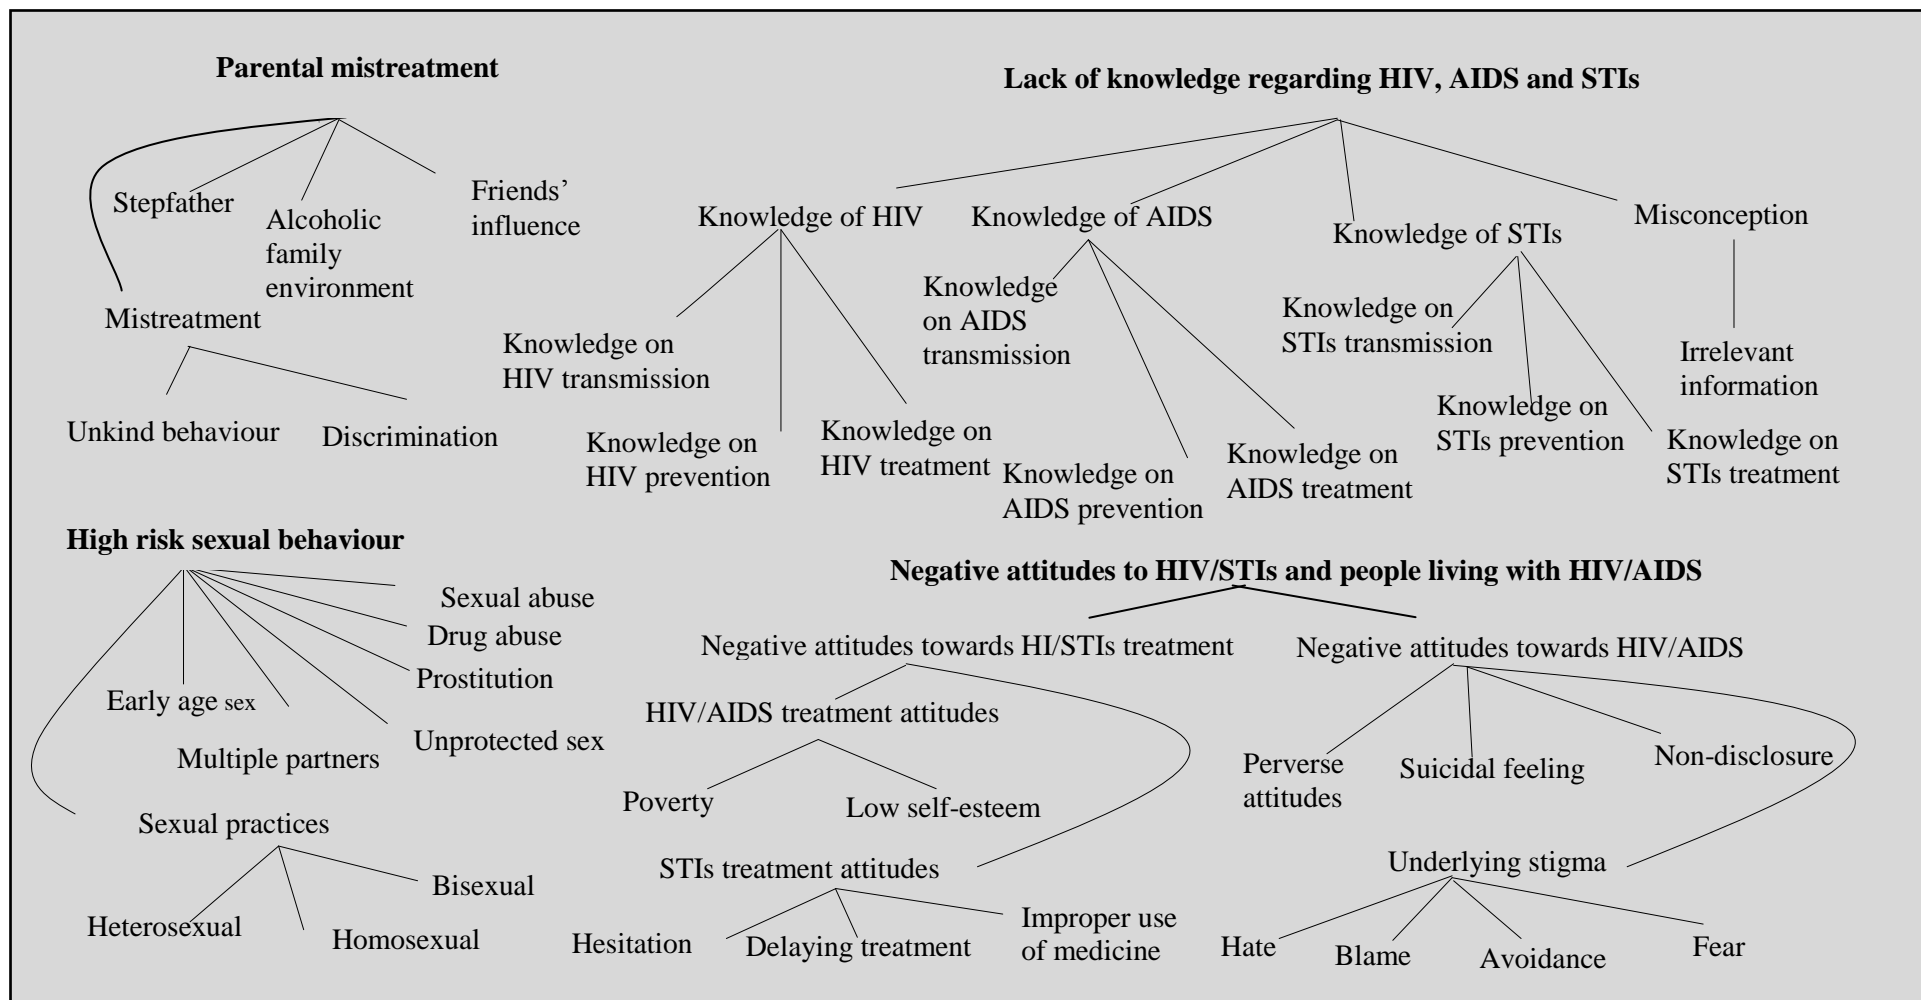 Parental mistreatment
Stepfather
Alcoholic
family
environment
Friends’
influence
Mistreatment
Unkind behaviour
Discrimination
Lack of knowledge regarding HIV, AIDS and STIs
Knowledge of HIV
Knowledge on
HIV transmission
Knowledge on
HIV prevention
Knowledge on
HIV treatment
Knowledge of AIDS
Knowledge
on AIDS
transmission
Knowledge on
AIDS prevention
Knowledge on
AIDS treatment
Knowledge of STIs
Knowledge on
STIs transmission
Knowledge on
STIs prevention
Knowledge on
STIs treatment
Misconception
Irrelevant
information
High risk sexual behaviour
Sexual abuse
Drug abuse
Prostitution
Early age sex
Unprotected sex
Multiple partners
Sexual practices
Bisexual
Heterosexual
Homosexual
Negative attitudes to HIV/STIs and people living with HIV/AIDS
Negative attitudes towards HI/STIs treatment
HIV/AIDS treatment attitudes
Poverty
Low self-esteem
STIs treatment attitudes
Hesitation
Delaying treatment
Improper use
of medicine
Negative attitudes towards HIV/AIDS
Perverse
attitudes
Suicidal feeling
Non-disclosure
Underlying stigma
Hate
Blame
Avoidance
Fear